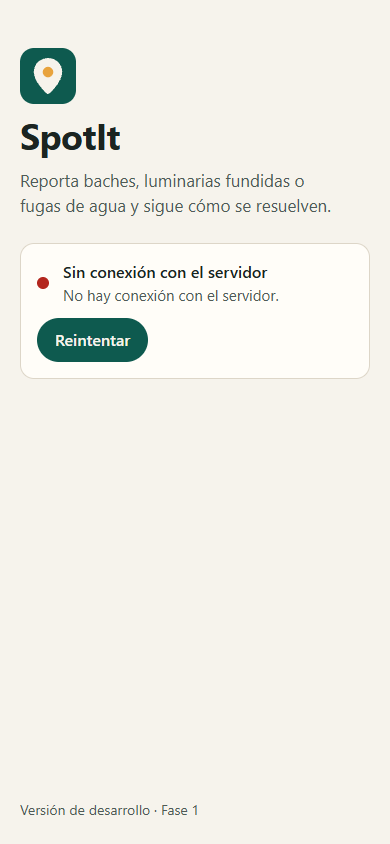 SpotIt
Reporta baches, luminarias fundidas o
fugas de agua y sigue cómo se resuelven.
Sin conexión con el servidor
No hay conexión con el servidor.
Reintentar
Versión de desarrollo · Fase 1